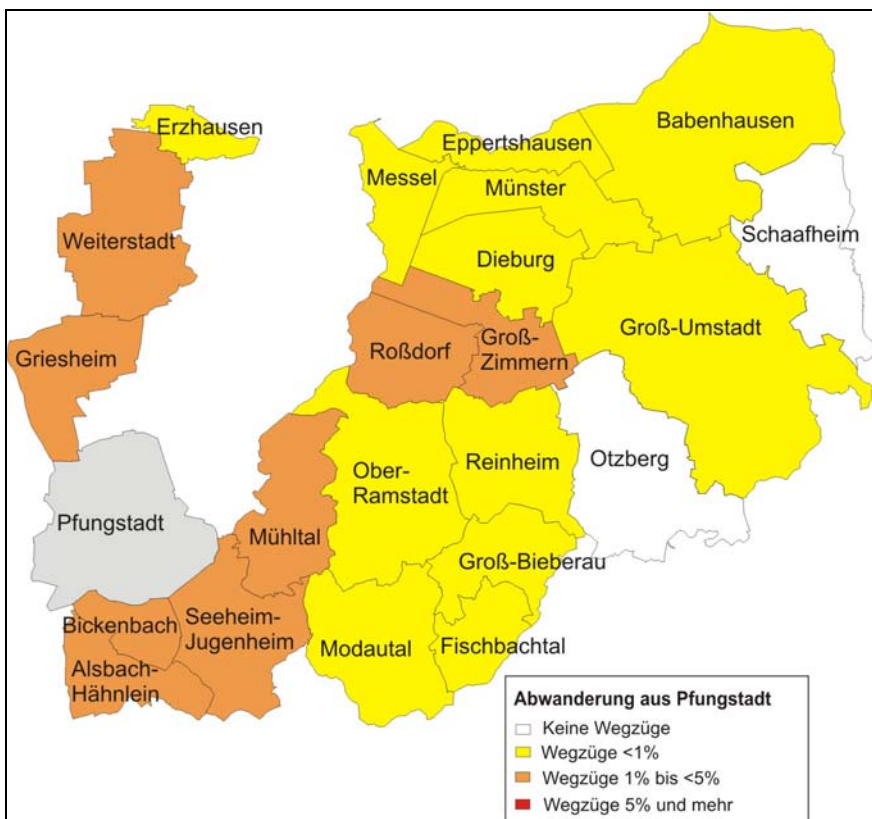 Erzhausen
Babenhausen
Eppertshausen
Messel
Münster
Schaafheim
Weiterstadt
Dieburg
Groß-Umstadt
Griesheim
Roßdorf
Groß-
Zimmern
Ober-
Ramstadt
Reinheim
Otzberg
Pfungstadt
Mühltal
Groß-Bieberau
Bickenbach
Seeheim-
Jugenheim
Modautal
Fischbachtal
Alsbach-
Hähnlein
Abwanderung aus Pfungstadt
Keine Wegzüge
Wegzüge <1%
Wegzüge 1% bis <5%
Wegzüge 5% und mehr